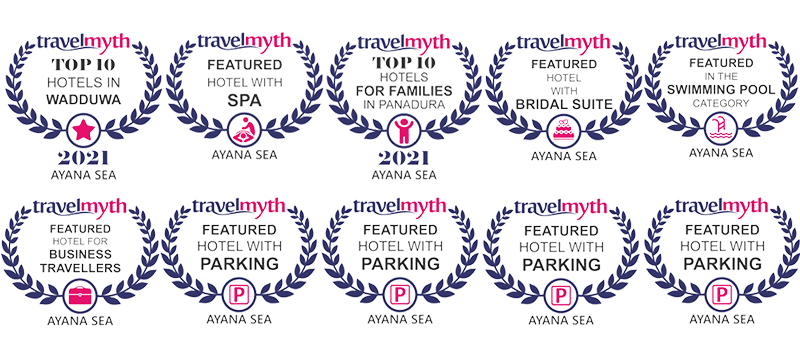 travelmyth
TOP 10
HOTELS IN
WADDUWA
2021
AYANA SEA
travelmyth
FEATURED
HOTEL WITH
SPA
AYANA SEA
travelmyth
TOP 10
HOTELS
FOR FAMILIES
IN PANADURA
2021
AYANA SEA
travelmyth
FEATURED
HOTEL
WITH
BRIDAL SUITE
AYANA SEA
travelmyth
FEATURED
IN THE
SWIMMING POOL
CATEGORY
AYANA SEA
travelmyth
FEATURED
HOTEL FOR
BUSINESS
TRAVELLERS
AYANA SEA
travelmyth
FEATURED
HOTEL WITH
PARKING
P
AYANA SEA
travelmyth
FEATURED
HOTEL WITH
PARKING
P
AYANA SEA
travelmyth
FEATURED
HOTEL WITH
PARKING
P
AYANA SEA
travelmyth
FEATURED
HOTEL WITH
PARKING
P
AYANA SEA